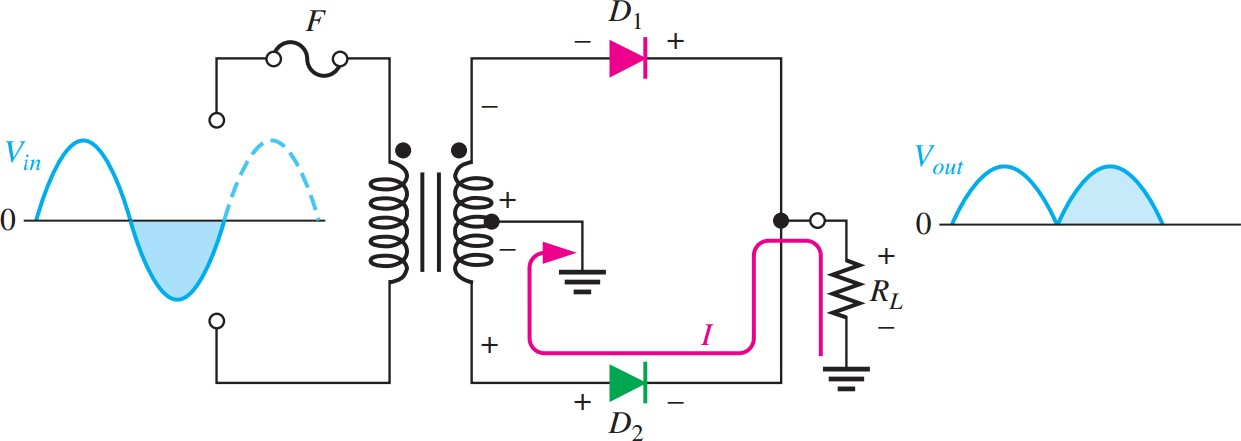 F
D1
− +
−
Vin
0
+
−
+
I
+ −
D2
+
RL
−
Vout
0